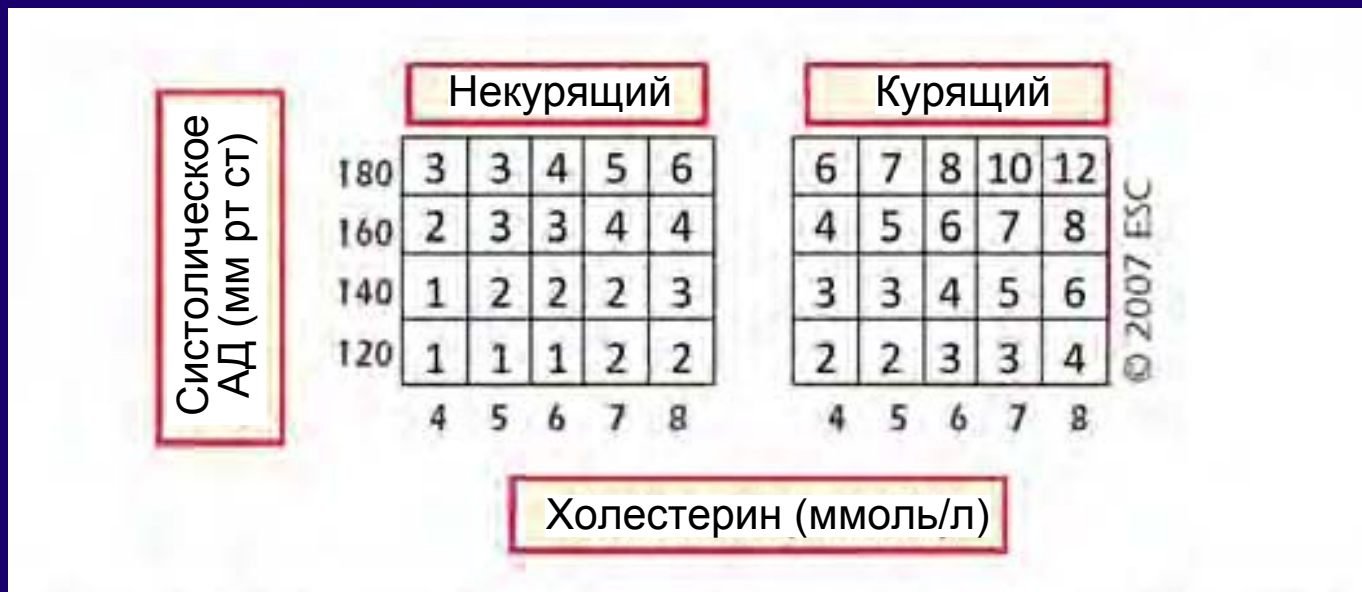 Некурящий
Курящий
Систолическое
АД (мм рт ст)
180 3 3 4 5 6 6 7 8 10 12
160 2 3 3 4 4 4 5 6 7 8
140 1 2 2 2 3 3 3 4 5 6
120 1 1 1 2 2 2 2 3 3 4
4 5 6 7 8 4 5 6 7 8
© 2007 ESC
Холестерин (ммоль/л)